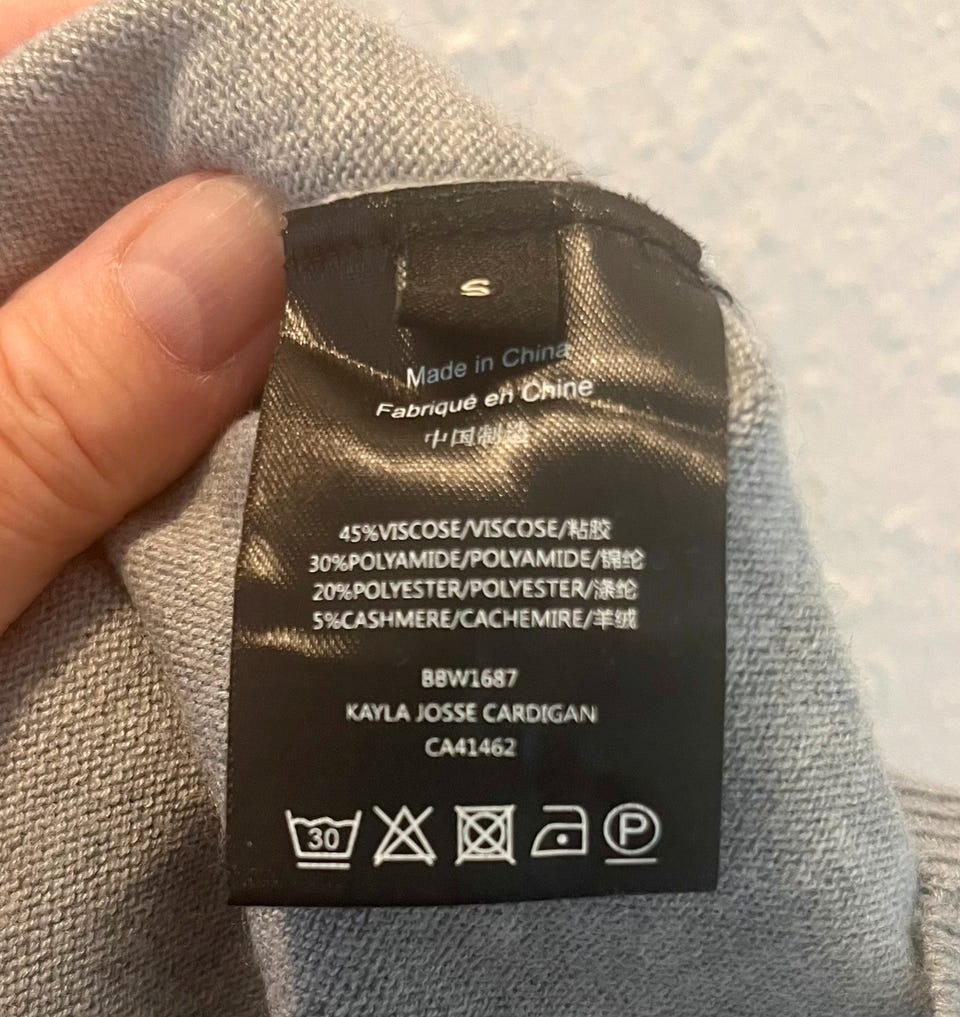 S
Made in China
Fabriqué en Chine
中国制造
45%VISCOSE/VISCOSE/粘胶
30%POLYAMIDE/POLYAMIDE/锦纶
20%POLYESTER/POLYESTER/涤纶
5%CASHMERE/CACHEMIRE/羊绒
BBW1687
KAYLA JOSSE CARDIGAN
CA41462
30 P